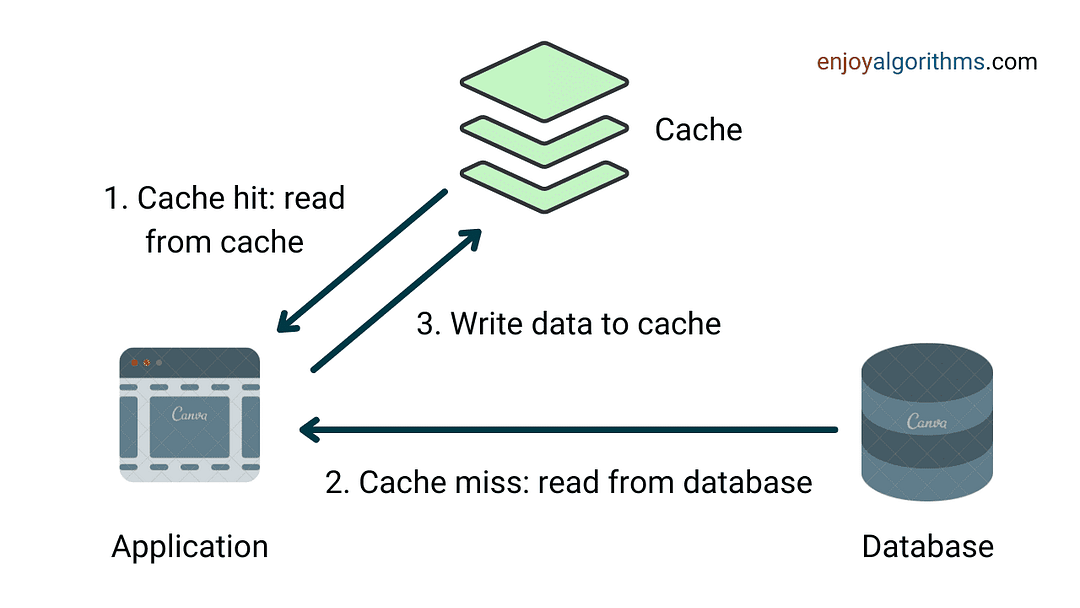 enjoyalgorithms.com
Cache
1. Cache hit: read
from cache
3. Write data to cache
Canva
Canva
2. Cache miss: read from database
Application
Database